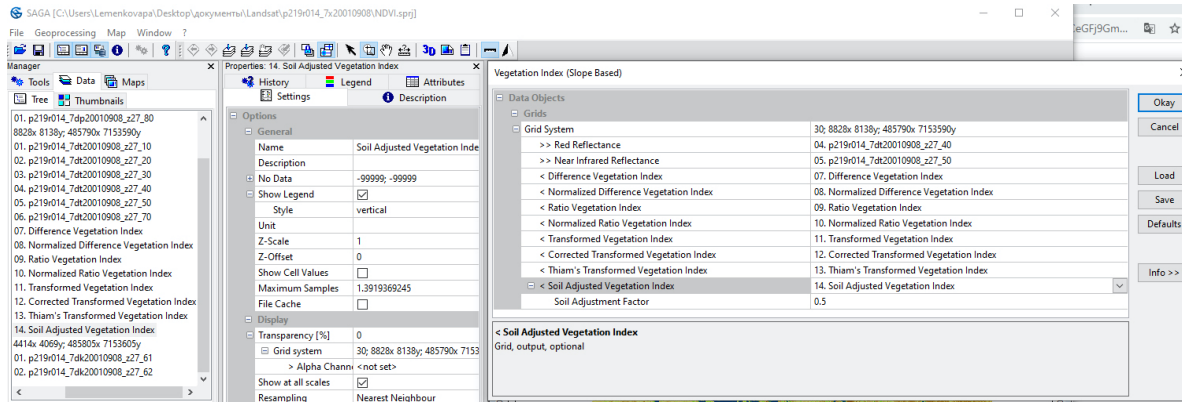 SAGA [C:\Users\Lemenkovapa\Desktop\документы\Landsat\p219r014_7x20010908\NDVI.sprj]
File Geoprocessing Map Window ?
eGFj9Gm...
3D
Manager
Tools Data Maps
Tree Thumbnails
01. p219r014_7dp20010908_z27_80
8828x 8138y; 485790x 7153590y
01. p219r014_7dt20010908_z27_10
02. p219r014_7dt20010908_z27_20
03. p219r014_7dt20010908_z27_30
04. p219r014_7dt20010908_z27_40
05. p219r014_7dt20010908_z27_50
06. p219r014_7dt20010908_z27_70
07. Difference Vegetation Index
08. Normalized Difference Vegetation Index
09. Ratio Vegetation Index
10. Normalized Ratio Vegetation Index
11. Transformed Vegetation Index
12. Corrected Transformed Vegetation Index
13. Thiam's Transformed Vegetation Index
14. Soil Adjusted Vegetation Index
4414x 4069y; 485805x 7153605y
01. p219r014_7dk20010908_z27_61
02. p219r014_7dk20010908_z27_62
Properties: 14. Soil Adjusted Vegetation Index
History Legend Attributes
Settings Description
Options
General
Name Soil Adjusted Vegetation Inde
Description
No Data -99999; -99999
Show Legend
Style vertical
Unit
Z-Scale 1
Z-Offset 0
Show Cell Values
Maximum Samples 1.3919369245
File Cache
Display
Transparency [%] 0
Grid system 30; 8828x 8138y; 485790x 7153
> Alpha Chann <not set>
Show at all scales
Resampling Nearest Neighbour
Vegetation Index (Slope Based)
Data Objects
Grids
Grid System 30; 8828x 8138y; 485790x 7153590y
>> Red Reflectance 04. p219r014_7dt20010908_z27_40
>> Near Infrared Reflectance 05. p219r014_7dt20010908_z27_50
< Difference Vegetation Index 07. Difference Vegetation Index
< Normalized Difference Vegetation Index 08. Normalized Difference Vegetation Index
< Ratio Vegetation Index 09. Ratio Vegetation Index
< Normalized Ratio Vegetation Index 10. Normalized Ratio Vegetation Index
< Transformed Vegetation Index 11. Transformed Vegetation Index
< Corrected Transformed Vegetation Index 12. Corrected Transformed Vegetation Index
< Thiam's Transformed Vegetation Index 13. Thiam's Transformed Vegetation Index
< Soil Adjusted Vegetation Index 14. Soil Adjusted Vegetation Index
Soil Adjustment Factor 0.5
< Soil Adjusted Vegetation Index
Grid, output, optional
Okay
Cancel
Load
Save
Defaults
Info >>